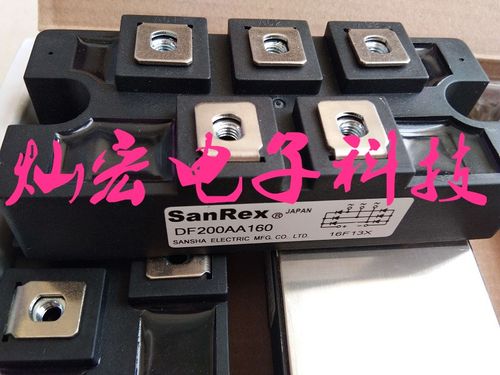 灿宏电子科技
SanRex® JAPAN
DF200AA160
SANSHA ELECTRIC MFG. CO., LTD.
16F13X